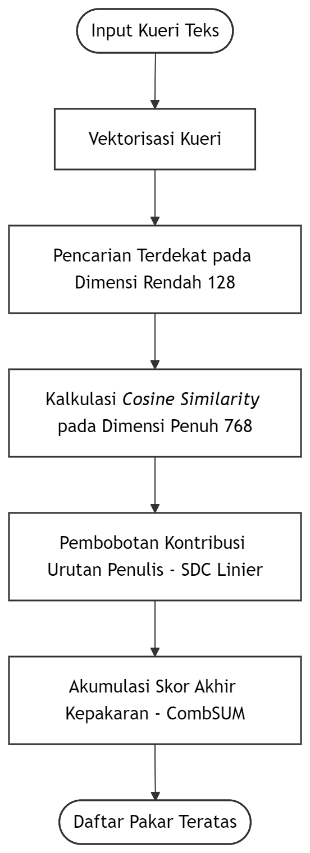 Input Kueri Teks
Vektorisasi Kueri
Pencarian Terdekat pada
Dimensi Rendah 128
Kalkulasi Cosine Similarity
pada Dimensi Penuh 768
Pembobotan Kontribusi
Urutan Penulis - SDC Linier
Akumulasi Skor Akhir
Kepakaran - CombSUM
Daftar Pakar Teratas